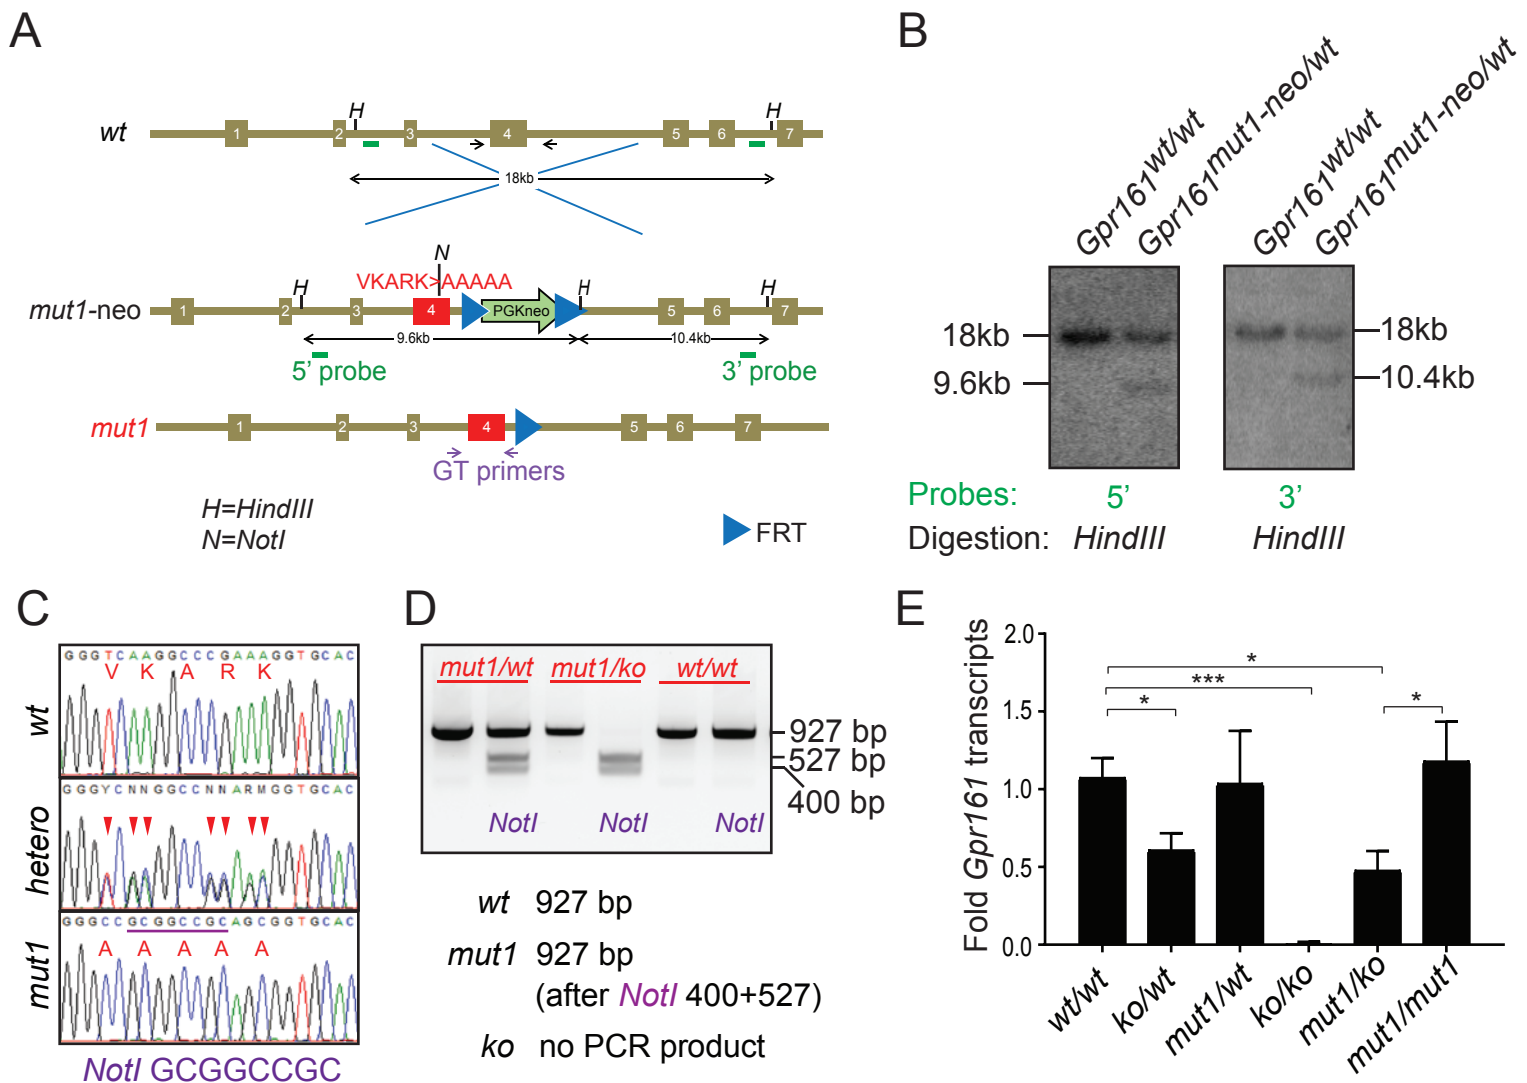 A
wt
H
H
1 2 3 4 5 6 7
18kb
N
VKARK>AAAAA
H
H
H
mut1-neo
1 2 3 4 PGKneo 5 6 7
9.6kb
10.4kb
5’ probe
3’ probe
mut1
1 2 3 4 5 6 7
GT primers
H=HindIII
N=NotI
FRT
B
Gpr161wt/wt
Gpr161mut1-neo/wt
Gpr161wt/wt
Gpr161mut1-neo/wt
18kb
9.6kb
18kb
10.4kb
Probes: 5’ 3’
Digestion: HindIII HindIII
C
wt
GGGTCAAGGCCCGAAAGGTGCAC
V K A R K
hetero
GGGYCNNGGCCNNARMGGTGCAC
mut1
GGGCCGCGGCCGCAGCGGTGCAC
A A A A A
NotI GCGGCCGC
D
mut1/wt mut1/ko wt/wt
927 bp
527 bp
400 bp
NotI NotI NotI
wt 927 bp
mut1 927 bp
(after NotI 400+527)
ko no PCR product
E
Fold Gpr161 transcripts
2.0
1.5
1.0
0.5
0.0
*
***
*
*
wt/wt
ko/wt
mut1/wt
ko/ko
mut1/ko
mut1/mut1